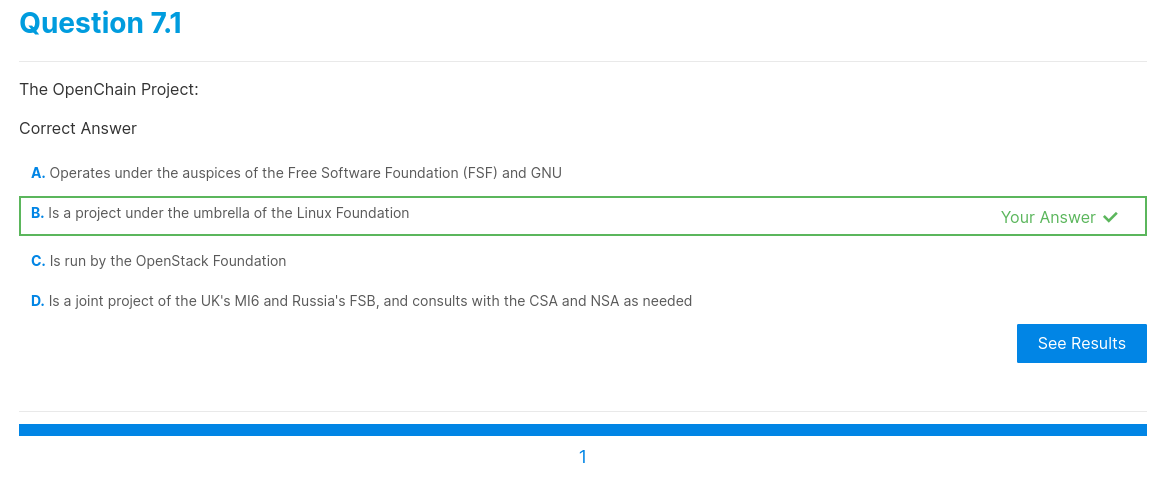 Question 7.1
The OpenChain Project:
Correct Answer
A. Operates under the auspices of the Free Software Foundation (FSF) and GNU
B. Is a project under the umbrella of the Linux Foundation
Your Answer ✓
C. Is run by the OpenStack Foundation
D. Is a joint project of the UK's MI6 and Russia's FSB, and consults with the CSA and NSA as needed
See Results
1